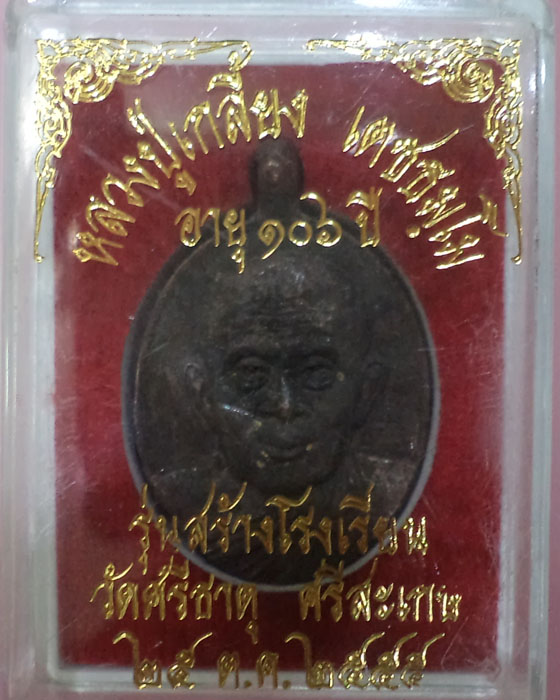 หลวงปู่เกลี้ยง เตชธมฺโม
อายุ ๑๐๖ ปี
รุ่นสร้างโรงเรียน
วัดศรีธาตุ ศรีสะเกษ
๒๕ ต.ค. ๒๕๕๕